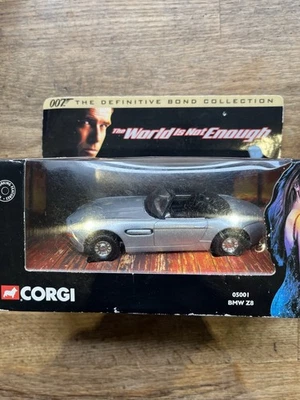 007 THE DEFINITIVE BOND COLLECTION
The World Is Not Enough
CORGI
05001
BMW Z8